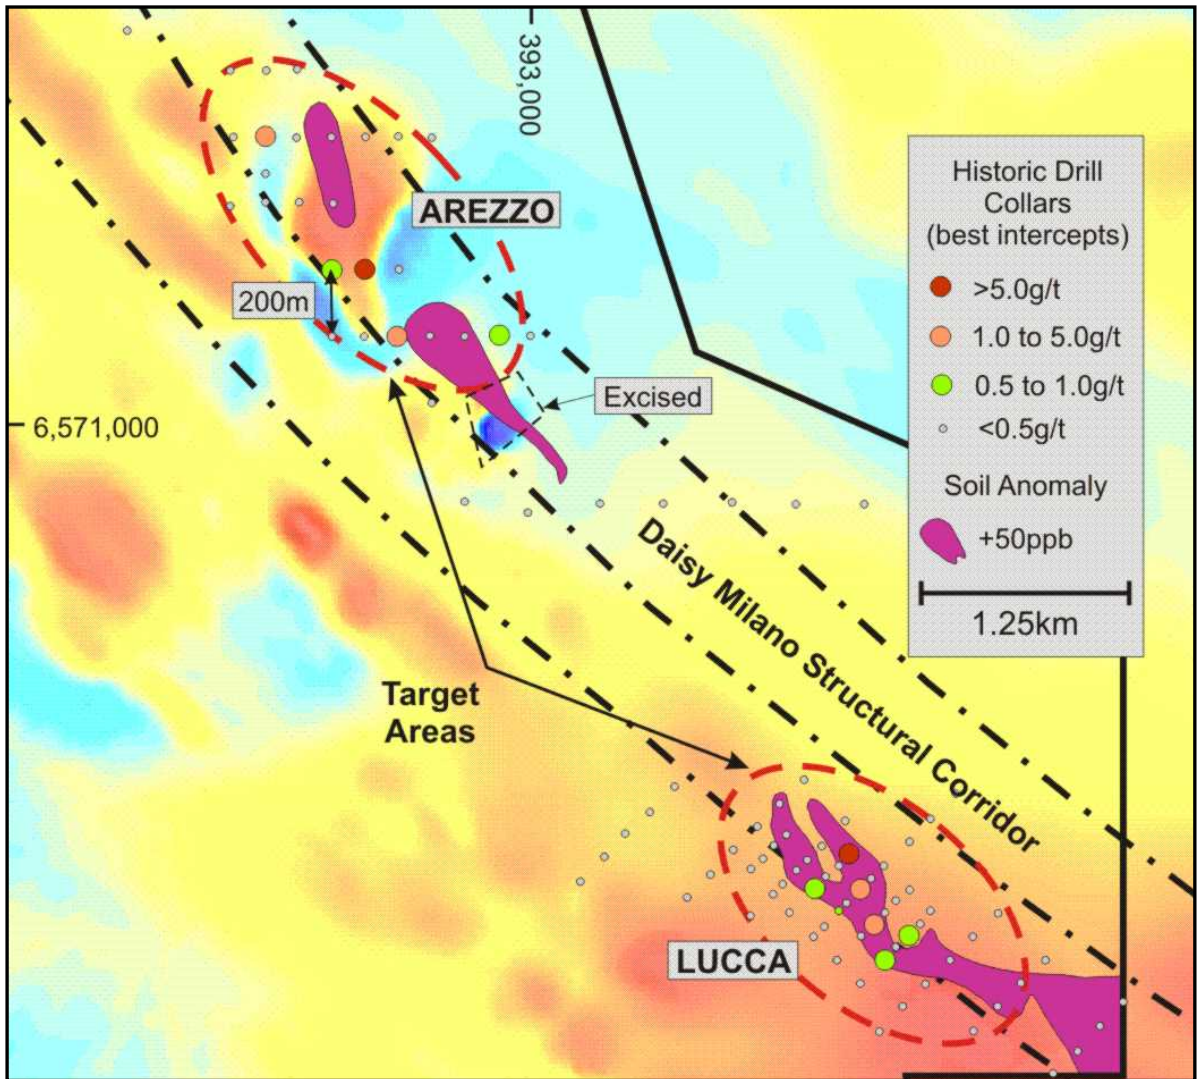 393,000
AREZZO
200m
Excised
6,571,000
Daisy Milano Structural Corridor
Target
Areas
LUCCA
Historic Drill
Collars
(best intercepts)
>5.0g/t
1.0 to 5.0g/t
0.5 to 1.0g/t
<0.5g/t
Soil Anomaly
+50ppb
1.25km